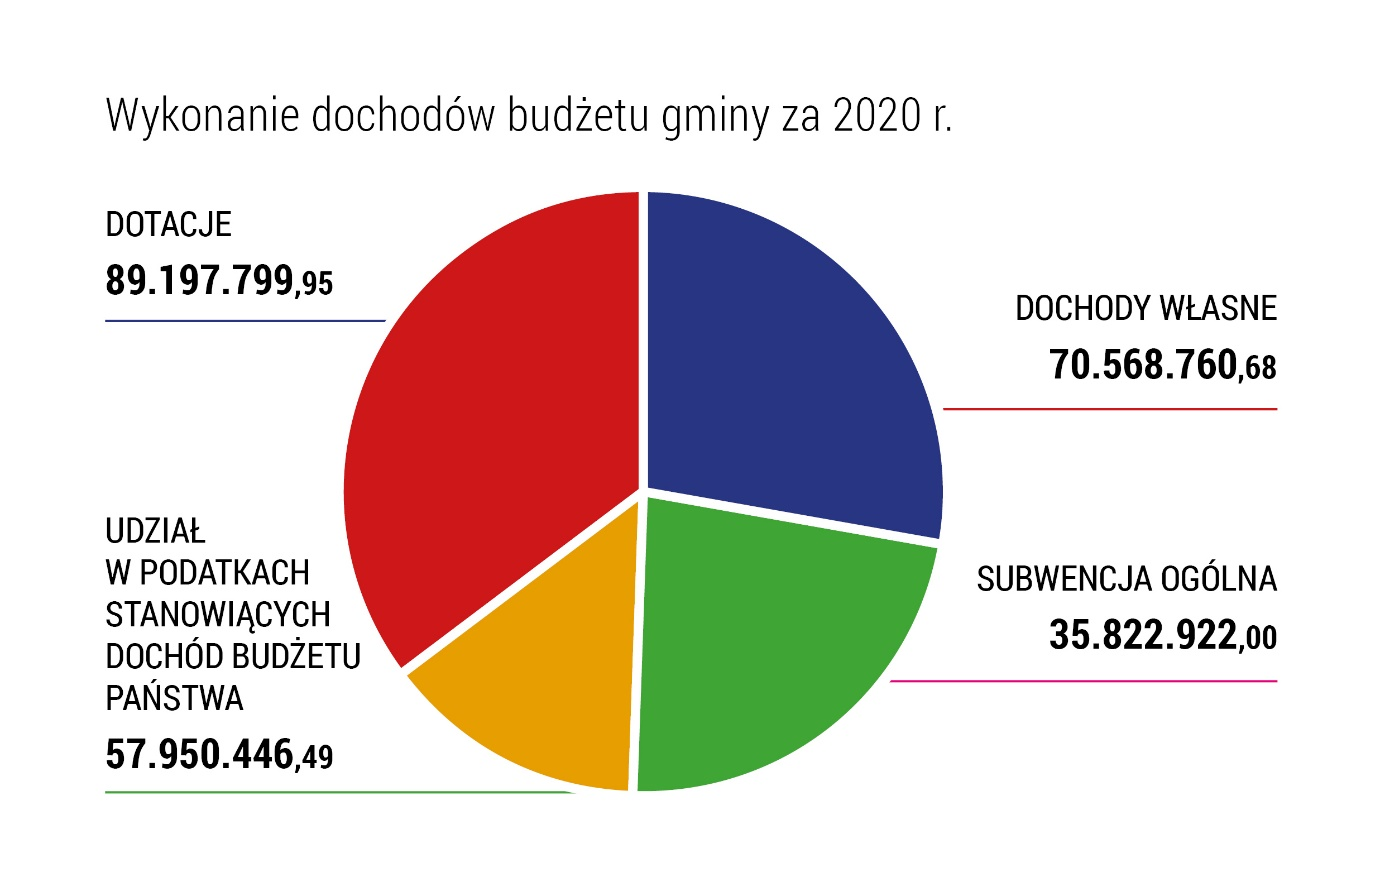 Wykonanie dochodów budżetu gminy za 2020 r.
DOTACJE
89.197.799,95
DOCHODY WŁASNE
70.568.760,68
UDZIAŁ
W PODATKACH
STANOWIĄCYCH
DOCHÓD BUDŻETU
PAŃSTWA
57.950.446,49
SUBWENCJA OGÓLNA
35.822.922,00